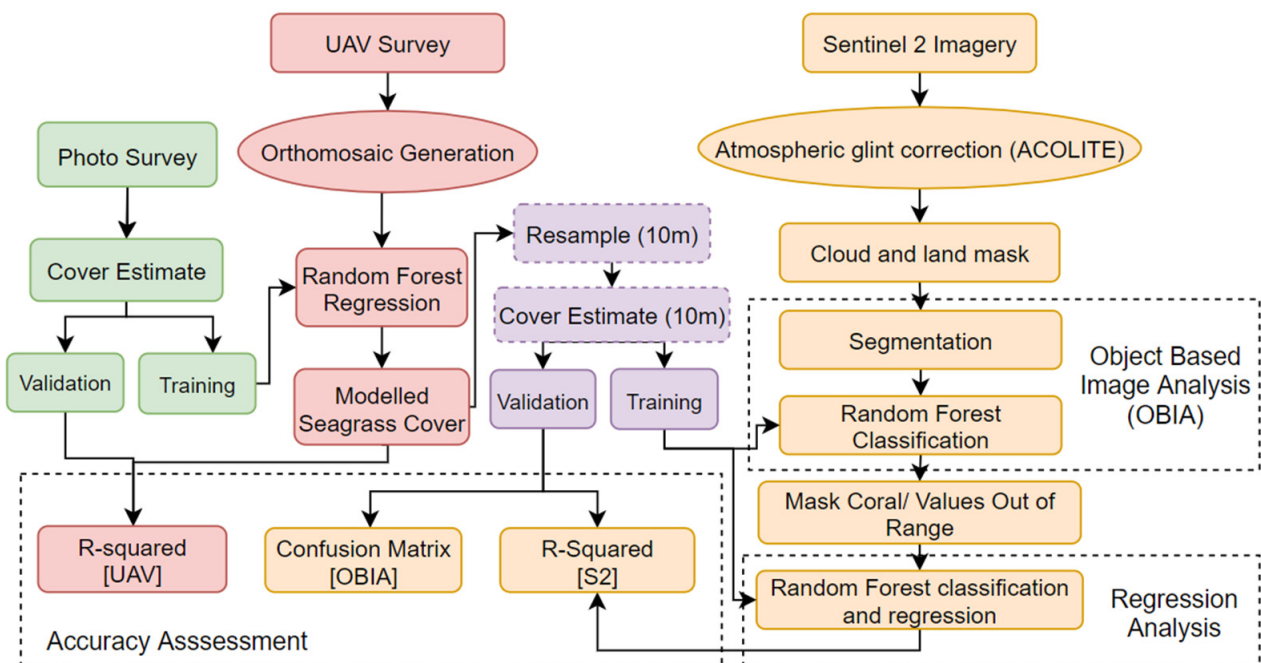 UAV Survey
Sentinel 2 Imagery
Photo Survey
Orthomosaic Generation
Atmospheric glint correction (ACOLITE)
Resample (10m)
Cover Estimate
Random Forest
Regression
Cloud and land mask
Cover Estimate (10m)
Segmentation
Object Based
Image Analysis
(OBIA)
Validation
Training
Modelled
Seagrass Cover
Validation
Training
Random Forest
Classification
Mask Coral/ Values Out of
Range
R-squared
[UAV]
Confusion Matrix
[OBIA]
R-Squared
[S2]
Random Forest classification
and regression
Regression
Analysis
Accuracy Asssessment